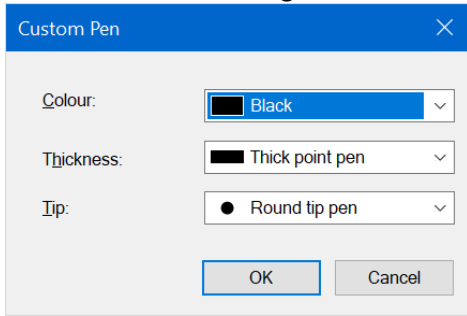 Custom Pen
Colour: Black
Thickness: Thick point pen
Tip: Round tip pen
OK Cancel